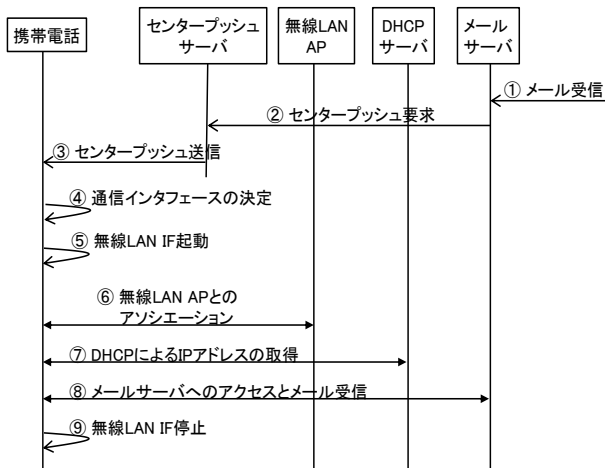 携帯電話
センタープッシュ
サーバ
無線LAN
AP
DHCP
サーバ
メール
サーバ
① メール受信
② センタープッシュ要求
③ センタープッシュ送信
④ 通信インタフェースの決定
⑤ 無線LAN IF起動
⑥ 無線LAN APとの
アソシエーション
⑦ DHCPによるIPアドレスの取得
⑧ メールサーバへのアクセスとメール受信
⑨ 無線LAN IF停止